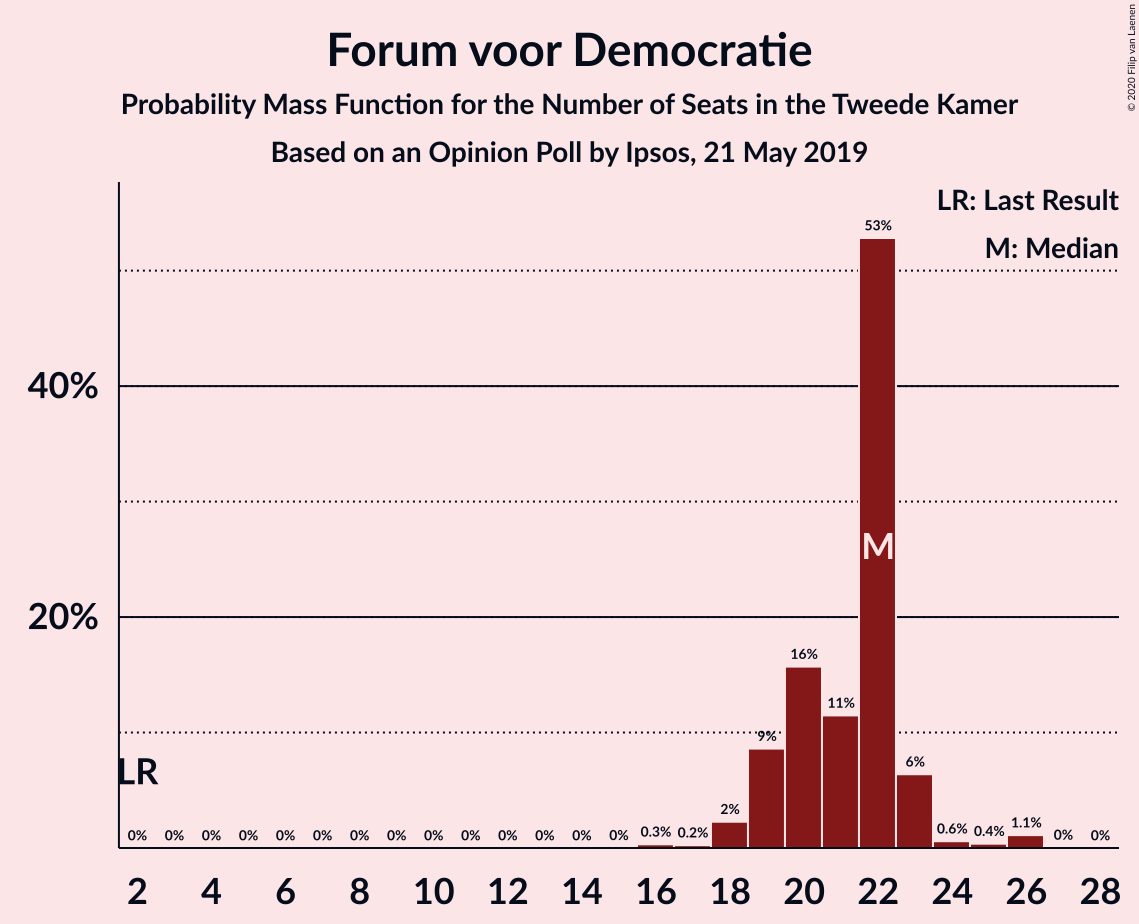 Forum voor Democratie
Probability Mass Function for the Number of Seats in the Tweede Kamer
Based on an Opinion Poll by Ipsos, 21 May 2019
© 2020 Filip van Laenen
LR: Last Result
M: Median
53%
40%
M
20%
16%
11%
9%
6%
LR
2%
0% 0% 0% 0% 0% 0% 0% 0% 0% 0% 0% 0% 0% 0% 0.3% 0.2% 0.6% 0.4% 1.1% 0% 0%
2 4 6 8 10 12 14 16 18 20 22 24 26 28